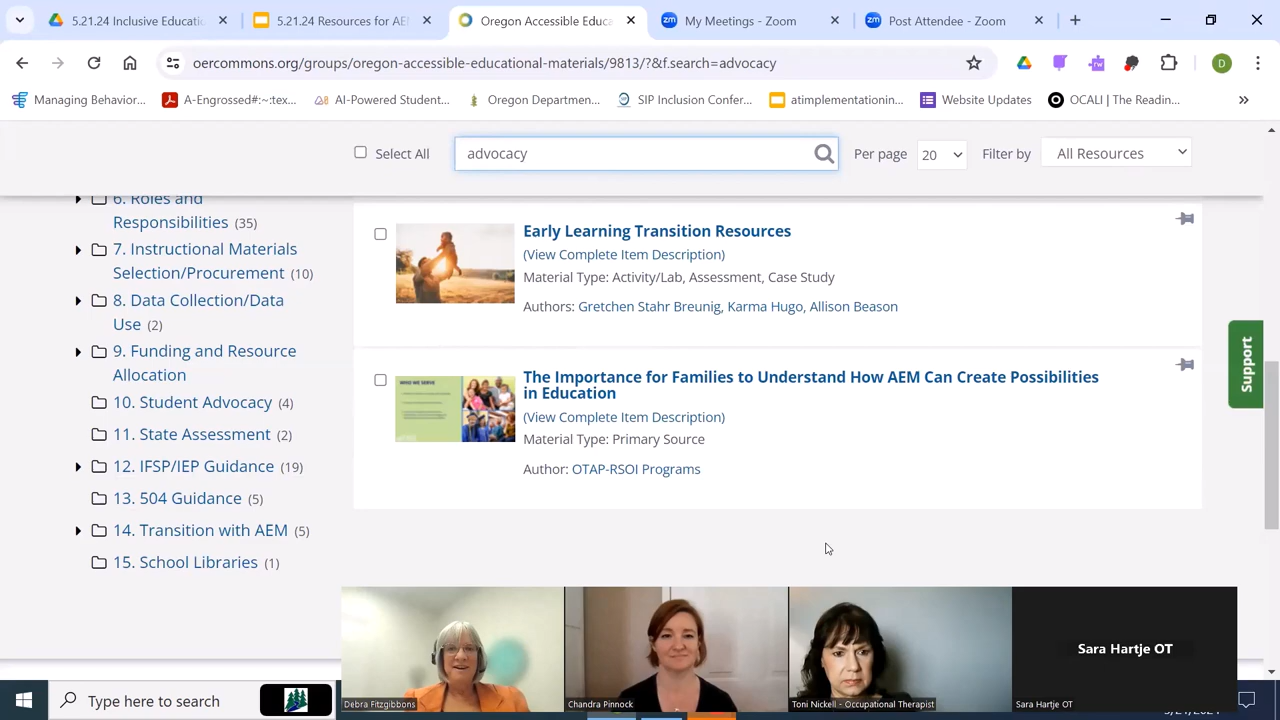 5.21.24 Inclusive Educati
5.21.24 Resources for AEM
Oregon Accessible Educa
My Meetings - Zoom
Post Attendee - Zoom
oercommons.org/groups/oregon-accessible-educational-materials/9813/?&f.search=advocacy
D
Managing Behavior...
A-Engrossed#:~:tex...
AI-Powered Student...
Oregon Departmen...
SIP Inclusion Confer...
atimplementationin...
Website Updates
OCALI | The Readin...
Select All
advocacy
Per page
20
Filter by
All Resources
6. Roles and
Responsibilities (35)
7. Instructional Materials
Selection/Procurement (10)
8. Data Collection/Data
Use (2)
9. Funding and Resource
Allocation
10. Student Advocacy (4)
11. State Assessment (2)
12. IFSP/IEP Guidance (19)
13. 504 Guidance (5)
14. Transition with AEM (5)
15. School Libraries (1)
Early Learning Transition Resources
(View Complete Item Description)
Material Type: Activity/Lab, Assessment, Case Study
Authors: Gretchen Stahr Breunig, Karma Hugo, Allison Beason
WHO WE SERVE
The Importance for Families to Understand How AEM Can Create Possibilities
in Education
(View Complete Item Description)
Material Type: Primary Source
Author: OTAP-RSOI Programs
Support
Sara Hartje OT
Debra Fitzgibbons
Chandra Pinnock
Toni Nickell - Occupational Therapist
Sara Hartje OT
Type here to search